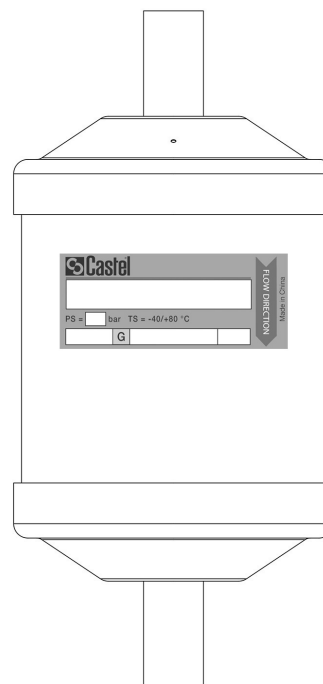 Castel
PS = bar TS = -40/+80 °C
G
FLOW DIRECTION
Made in China